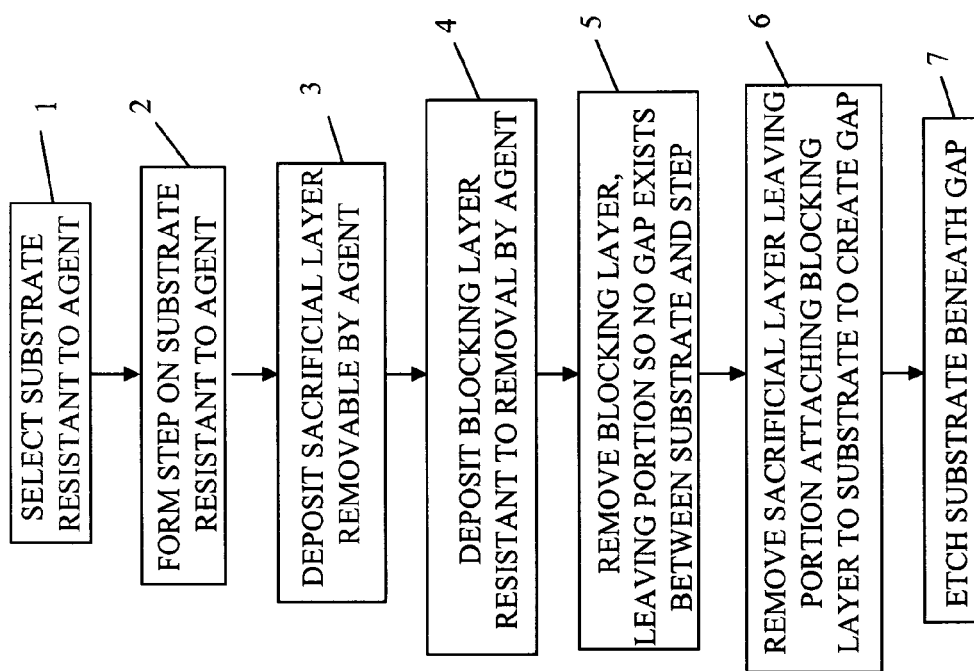 1
SELECT SUBSTRATE
RESISTANT TO AGENT
2
FORM STEP ON SUBSTRATE
RESISTANT TO AGENT
3
DEPOSIT SACRIFICIAL LAYER
REMOVABLE BY AGENT
4
DEPOSIT BLOCKING LAYER
RESISTANT TO REMOVAL BY AGENT
5
REMOVE BLOCKING LAYER,
LEAVING PORTION SO NO GAP EXISTS
BETWEEN SUBSTRATE AND STEP
6
REMOVE SACRIFICIAL LAYER LEAVING
PORTION ATTACHING BLOCKING
LAYER TO SUBSTRATE TO CREATE GAP
7
ETCH SUBSTRATE BENEATH GAP